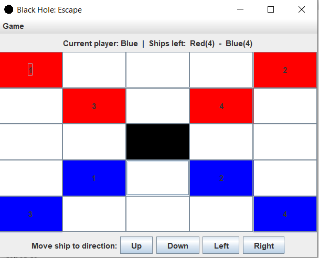 Black Hole: Escape
Game
Current player: Blue | Ships left: Red(4) - Blue(4)
1 2
3 4
1 2
3 4
Move ship to direction: Up Down Left Right